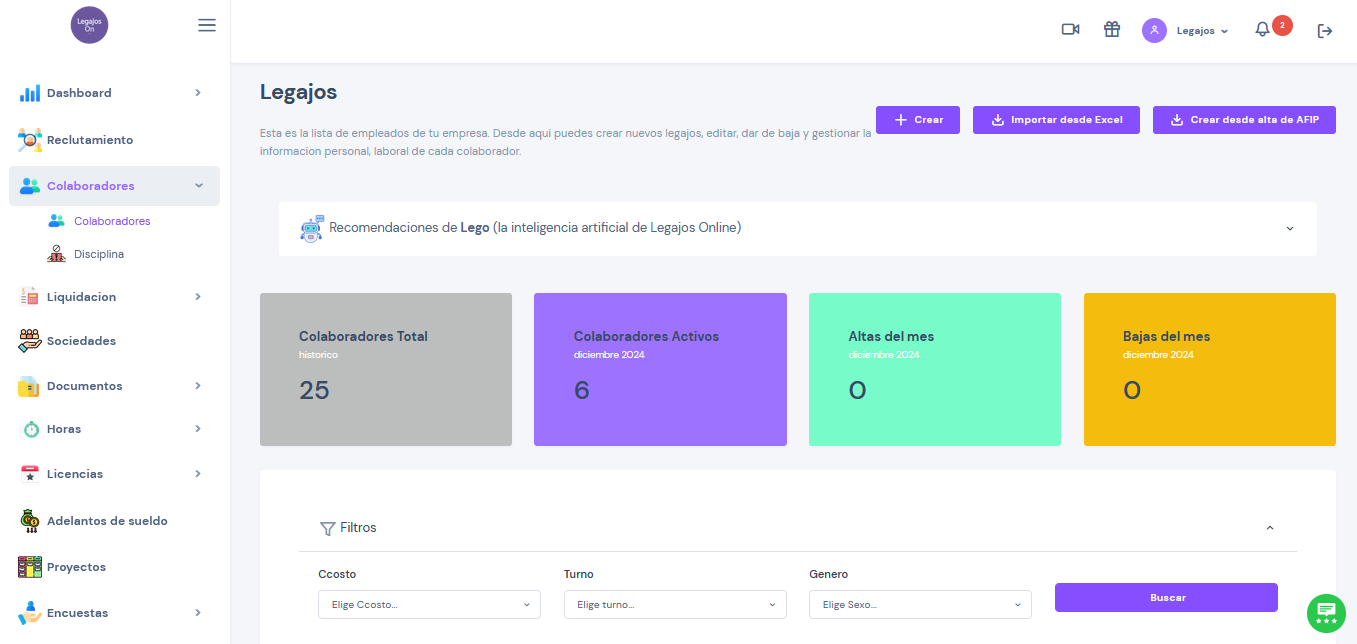 Legajos
On
Legajos
2
Dashboard
Reclutamiento
Colaboradores
Colaboradores
Disciplina
Liquidacion
Sociedades
Documentos
Horas
Licencias
Adelantos de sueldo
Proyectos
Encuestas
Legajos
Esta es la lista de empleados de tu empresa. Desde aqui puedes crear nuevos legajos, editar, dar de baja y gestionar la
informacion personal, laboral de cada colaborador.
Crear
Importar desde Excel
Crear desde alta de AFIP
Recomendaciones de Lego (la inteligencia artificial de Legajos Online)
Colaboradores Total
historico
25
Colaboradores Activos
diciembre 2024
6
Altas del mes
diciembre 2024
0
Bajas del mes
diciembre 2024
0
Filtros
Ccosto
Elige Ccosto...
Turno
Elige turno...
Genero
Elige Sexo...
Buscar